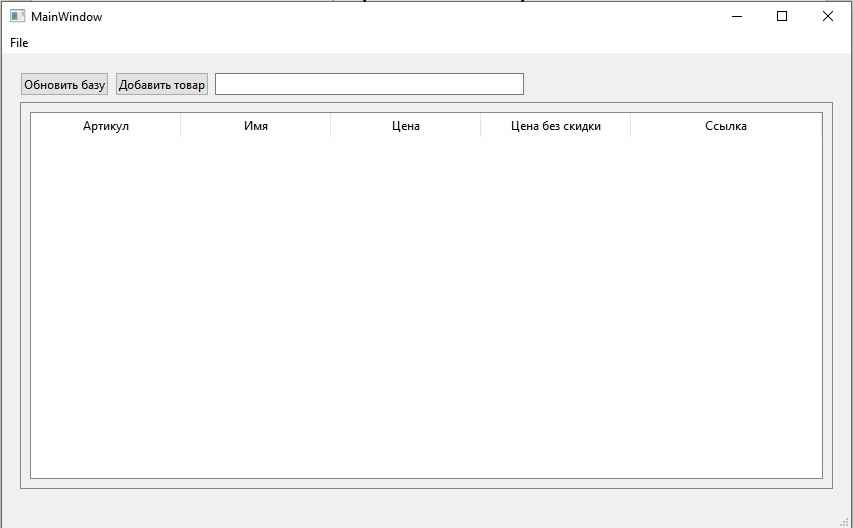 MainWindow
File
Обновить базу Добавить товар
Артикул Имя Цена Цена без скидки Ссылка